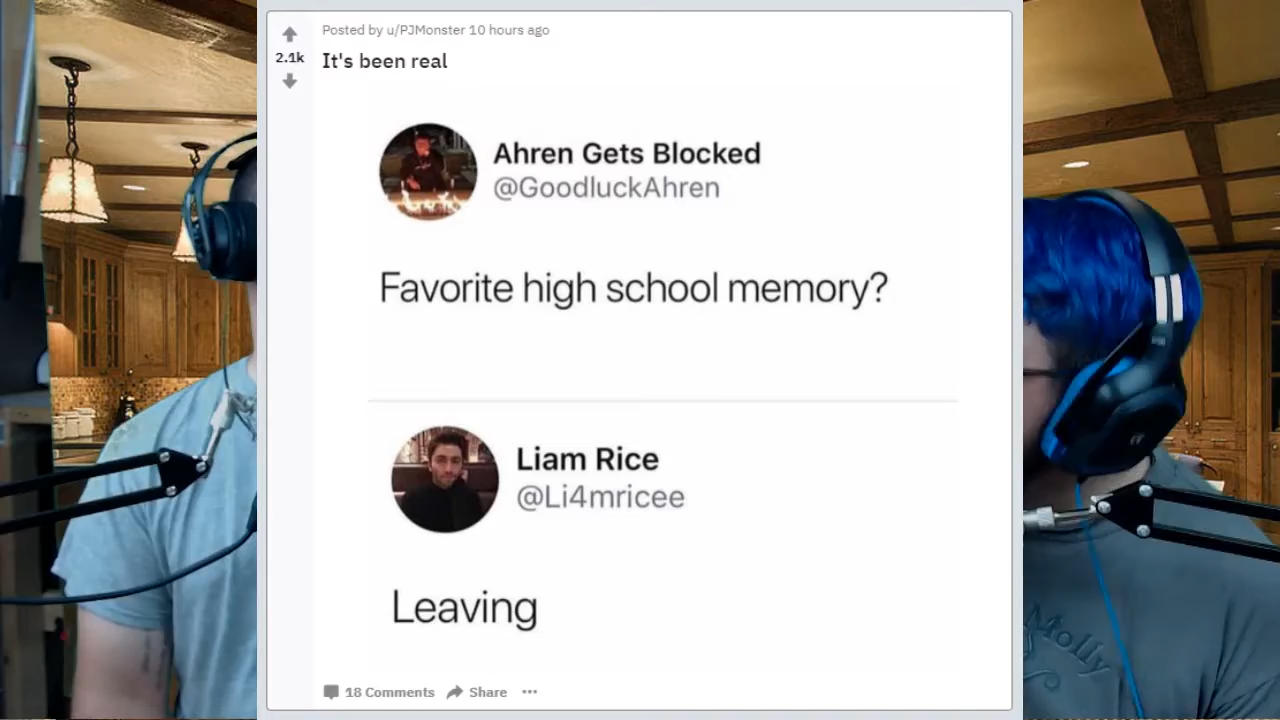 Posted by u/PJMonster 10 hours ago
2.1k
It's been real
Ahren Gets Blocked
@GoodluckAhren
Favorite high school memory?
Liam Rice
@Li4mricee
Leaving
18 Comments Share ...
Molly